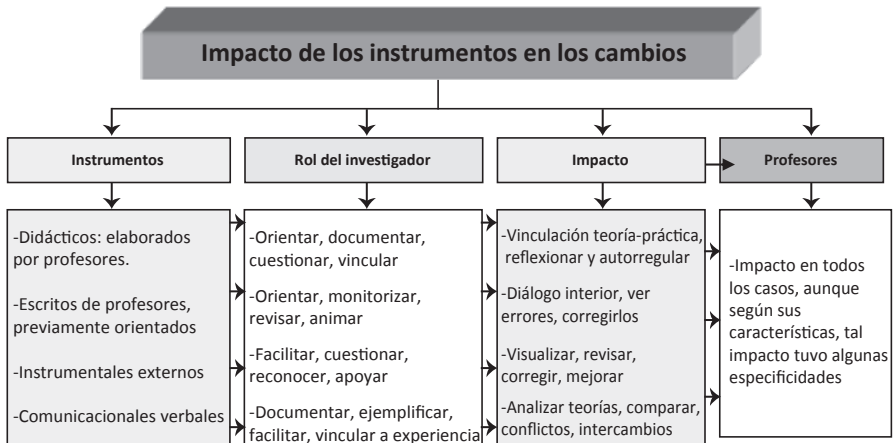 Impacto de los instrumentos en los cambios
Instrumentos
Rol del investigador
Impacto
Profesores
-Didácticos: elaborados
por profesores.
-Escritos de profesores,
previamente orientados
-Instrumentales externos
-Comunicacionales verbales
-Orientar, documentar,
cuestionar, vincular
-Orientar, monitorizar,
revisar, animar
-Facilitar, cuestionar,
reconocer, apoyar
-Documentar, ejemplificar,
facilitar, vincular a experiencia
-Vinculación teoría-práctica,
reflexionar y autorregular
-Diálogo interior, ver
errores, corregirlos
-Visualizar, revisar,
corregir, mejorar
-Analizar teorías, comparar,
conflictos, intercambios
-Impacto en todos
los casos, aunque
según sus
características, tal
impacto tuvo algunas
especificidades